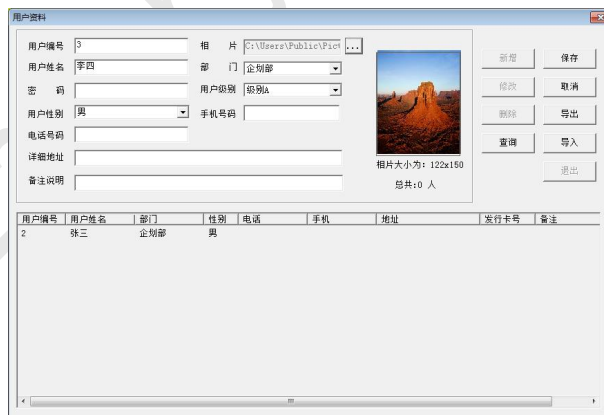 用户资料
用户编号 3 相 片 C:\Users\Public\Pict ...
用户姓名 李四 部 门 企划部
密 码 用户级别 级别A
用户性别 男 手机号码
电话号码
详细地址
备注说明
相片大小为: 122x150
总共:0 人
新增 保存
修改 取消
删除 导出
查询 导入
退出
用户编号 用户姓名 部门 性别 电话 手机 地址 发行卡号 备注
2 张三 企划部 男